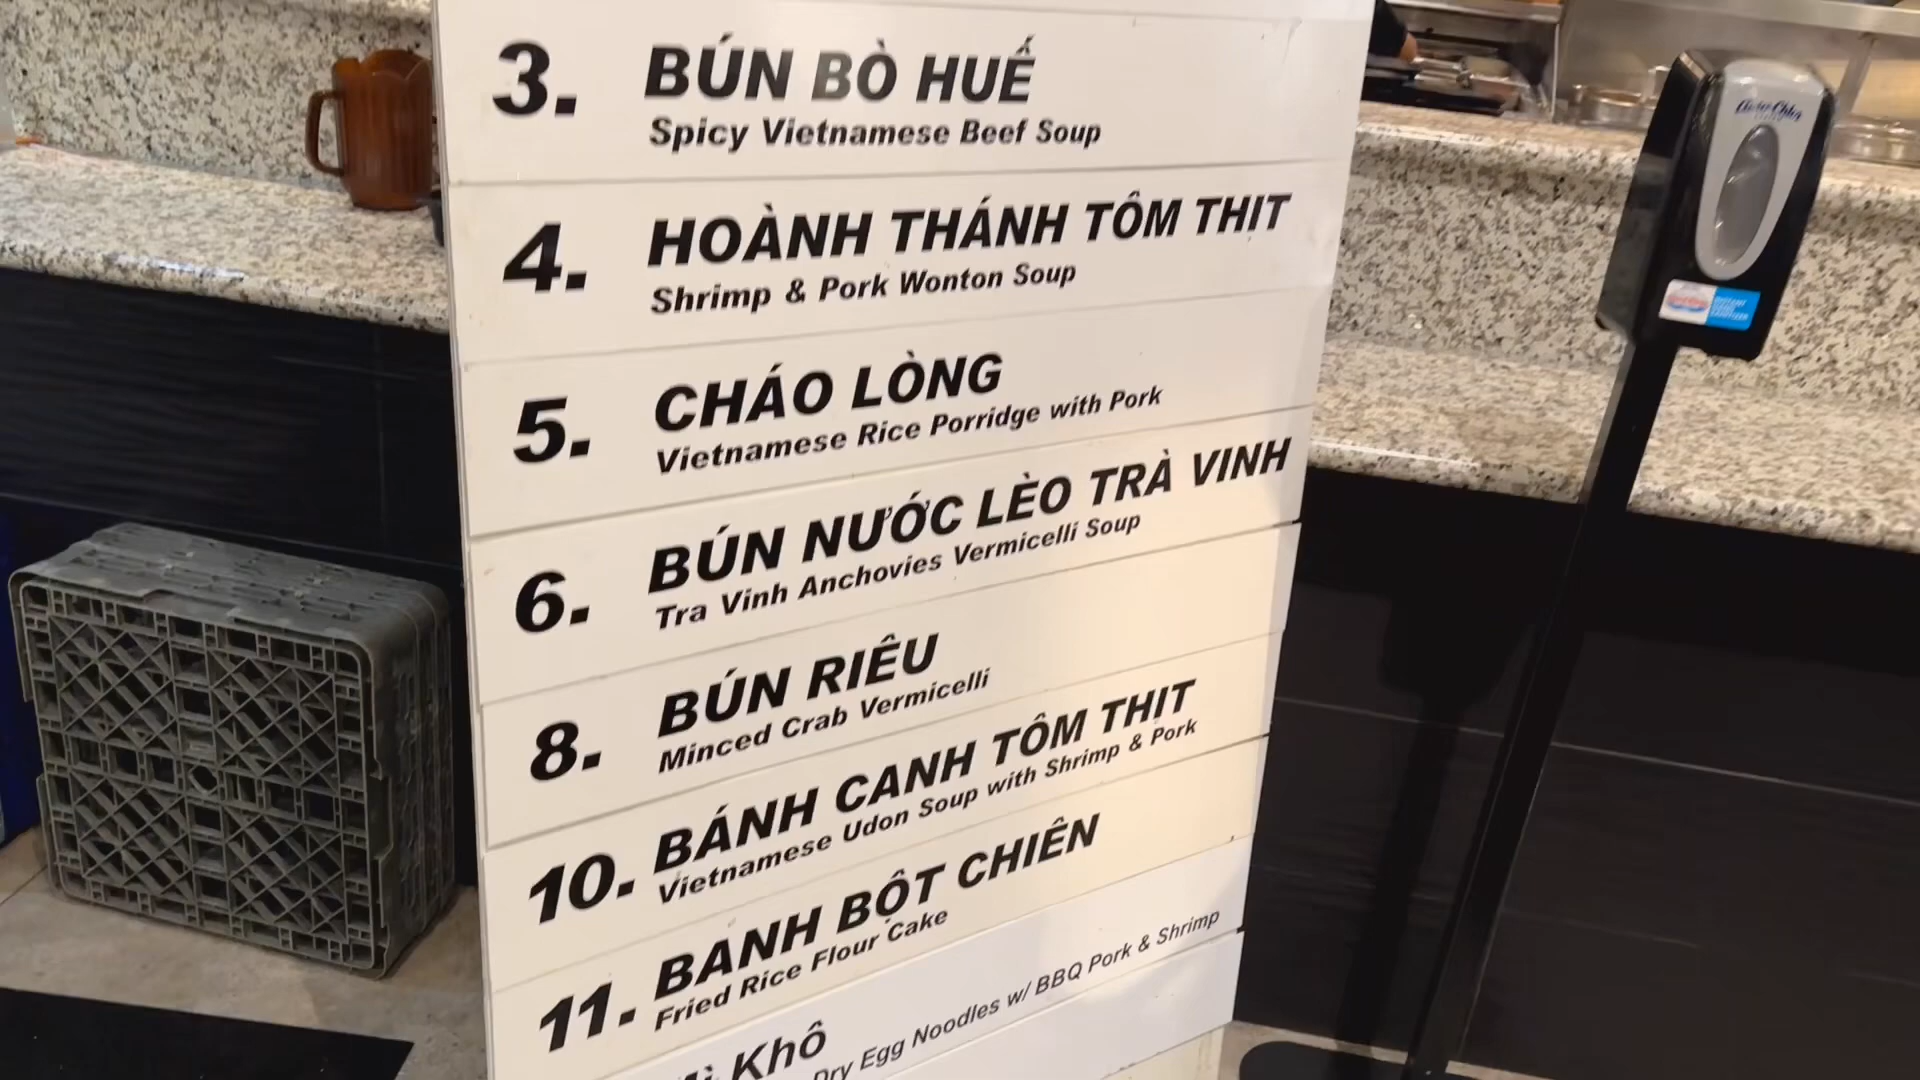 3. BÚN BÒ HUẾ
Spicy Vietnamese Beef Soup
4. HOÀNH THÁNH TÔM THỊT
Shrimp & Pork Wonton Soup
5. CHÁO LÒNG
Vietnamese Rice Porridge with Pork
6. BÚN NƯỚC LÈO TRÀ VINH
Tra Vinh Anchovies Vermicelli Soup
8. BÚN RIÊU
Minced Crab Vermicelli
10. BÁNH CANH TÔM THỊT
Vietnamese Udon Soup with Shrimp & Pork
11. BANH BỘT CHIÊN
Fried Rice Flour Cake
Khô
Dry Egg Noodles w/ BBQ Pork & Shrimp